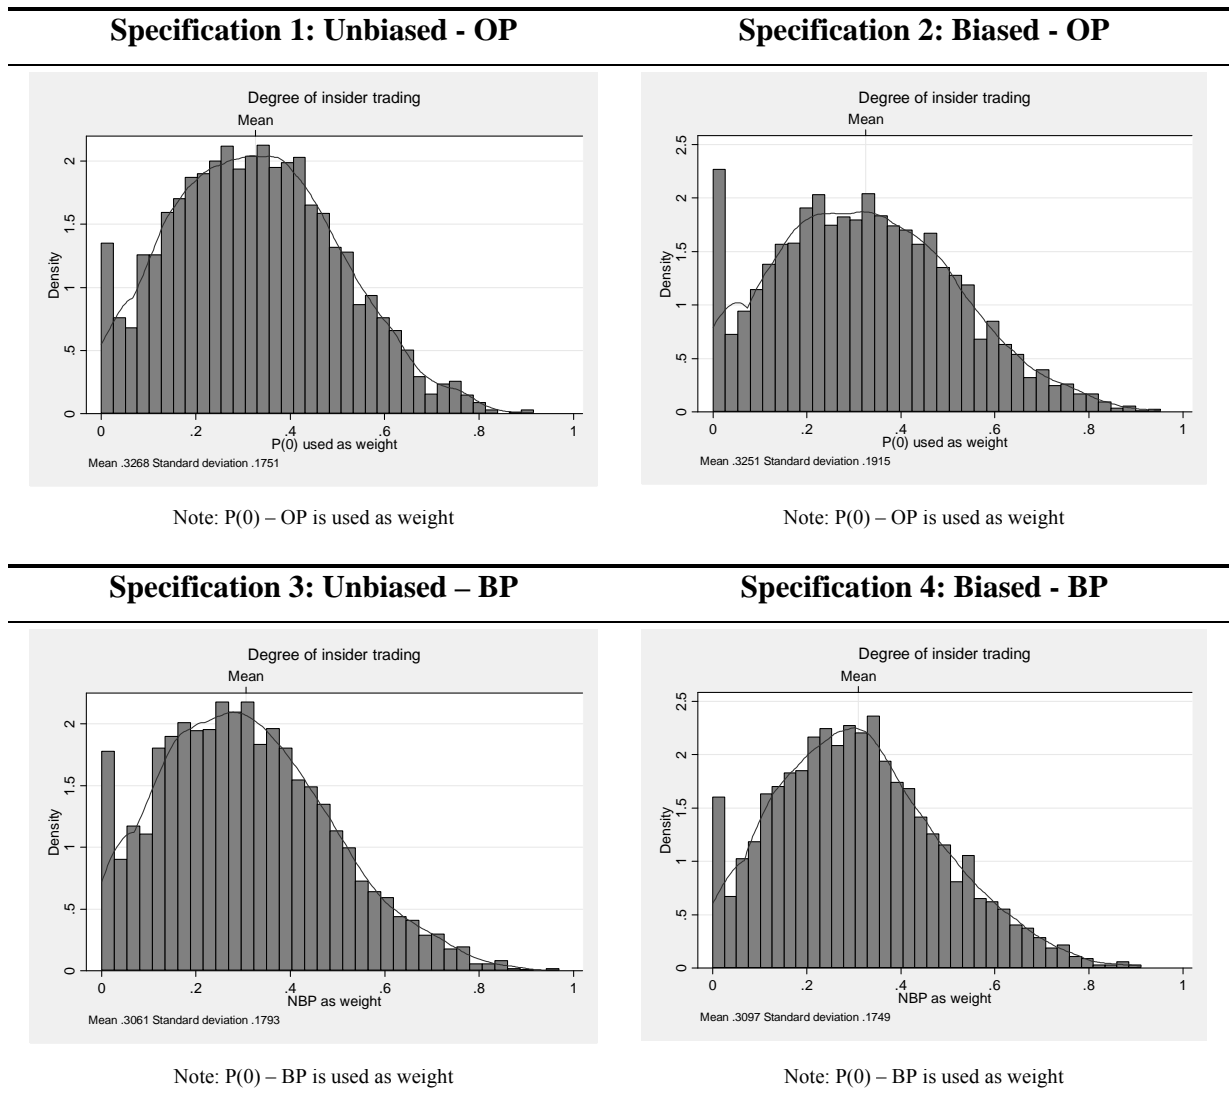 Specification 1: Unbiased - OP
Specification 2: Biased - OP
Degree of insider trading
Mean
Density
0
.5
1
1.5
2
0 .2 .4 .6 .8 1
P(0) used as weight
Mean .3268 Standard deviation .1751
Note: P(0) – OP is used as weight
Degree of insider trading
Mean
Density
0
.5
1
1.5
2
2.5
0 .2 .4 .6 .8 1
P(0) used as weight
Mean .3251 Standard deviation .1915
Note: P(0) – OP is used as weight
Specification 3: Unbiased – BP
Specification 4: Biased - BP
Degree of insider trading
Mean
Density
0
.5
1
1.5
2
0 .2 .4 .6 .8 1
NBP as weight
Mean .3061 Standard deviation .1793
Note: P(0) – BP is used as weight
Degree of insider trading
Mean
Density
0
.5
1
1.5
2
2.5
0 .2 .4 .6 .8 1
NBP as weight
Mean .3097 Standard deviation .1749
Note: P(0) – BP is used as weight